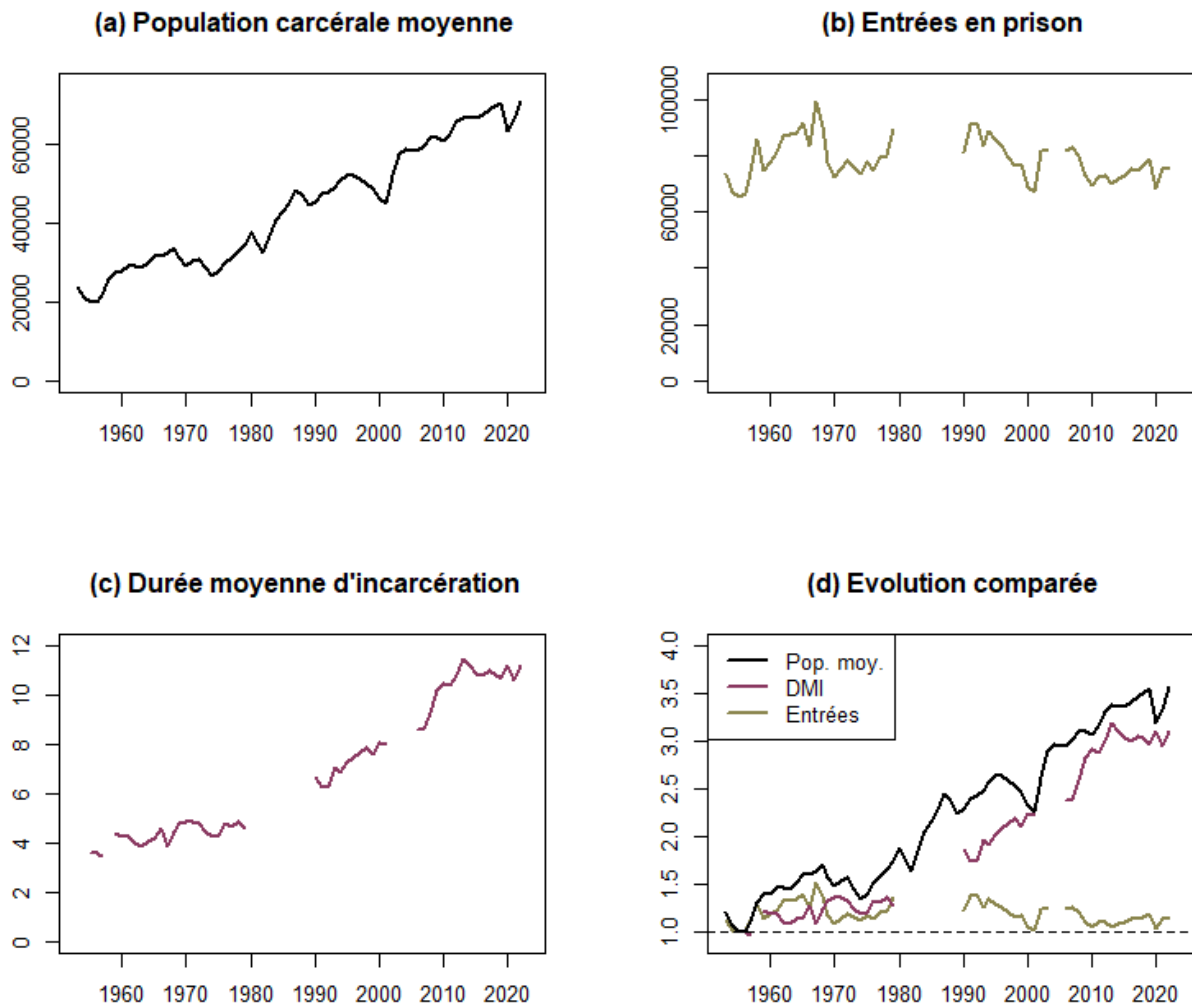 (a) Population carcérale moyenne
60000
40000
20000
0
1960 1970 1980 1990 2000 2010 2020
(b) Entrées en prison
100000
60000
20000
0
1960 1970 1980 1990 2000 2010 2020
(c) Durée moyenne d'incarcération
12
10
8
6
4
2
0
1960 1970 1980 1990 2000 2010 2020
(d) Evolution comparée
4.0
3.5
3.0
2.5
2.0
1.5
1.0
Pop. moy.
DMI
Entrées
1960 1970 1980 1990 2000 2010 2020